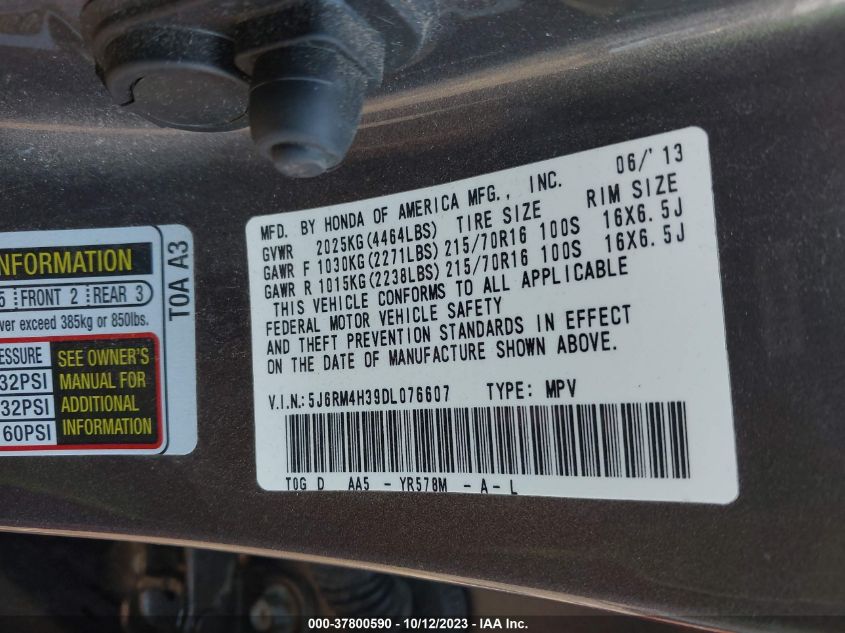 INFORMATION
5 FRONT 2 REAR 3
exceed 385kg or 850lbs.
32PSI
32PSI
60PSI
SEE OWNER'S
MANUAL FOR
ADDITIONAL
INFORMATION
T0A A3
MFD. BY HONDA OF AMERICA MFG., INC. 06/'13
GVWR 2025KG(4464LBS) TIRE SIZE RIM SIZE
GAWR F 1030KG(2271LBS) 215/70R16 100S 16X6.5J
GAWR R 1015KG(2238LBS) 215/70R16 100S 16X6.5J
THIS VEHICLE CONFORMS TO ALL APPLICABLE
FEDERAL MOTOR VEHICLE SAFETY
AND THEFT PREVENTION STANDARDS IN EFFECT
ON THE DATE OF MANUFACTURE SHOWN ABOVE.
V.I.N.:5J6RM4H39DL076607 TYPE: MPV
T0G D AA5 - YR578M - A - L
000-37800590 - 10/12/2023 - IAA Inc.